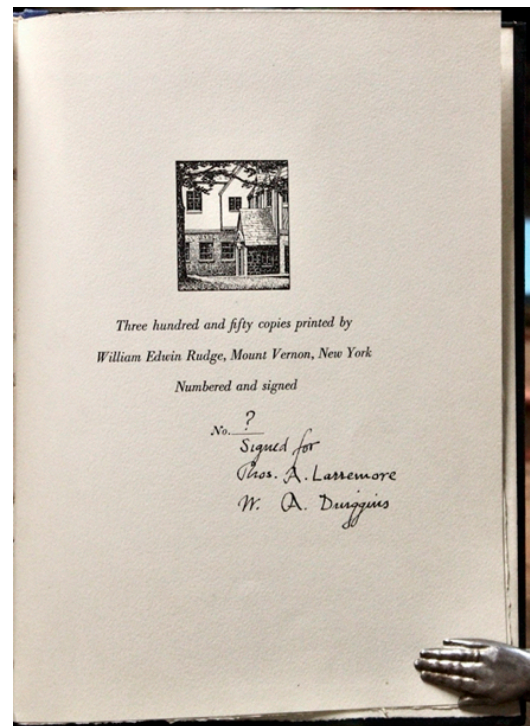 Three hundred and fifty copies printed by
William Edwin Rudge, Mount Vernon, New York
Numbered and signed
No. ?
Signed for
Thos. A. Larremore
W. A. Dwiggins